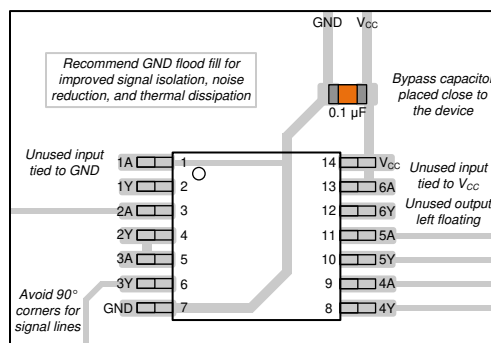 GND VCC
Recommend GND flood fill for
improved signal isolation, noise
reduction, and thermal dissipation
Bypass capacitor
placed close to
the device
0.1 µF
Unused input
tied to GND
1A 1 14 VCC
Unused input
tied to VCC
1Y 2 13 6A
2A 3 12 6Y
Unused output
left floating
2Y 4 11 5A
3A 5 10 5Y
3Y 6 9 4A
GND 7 8 4Y
Avoid 90°
corners for
signal lines